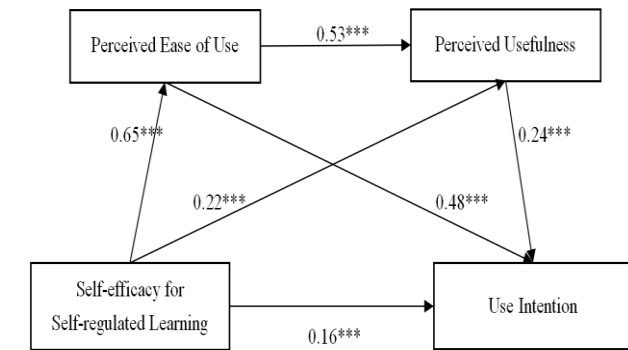 Perceived Ease of Use
0.53***
Perceived Usefulness
0.65***
0.24***
0.22***
0.48***
Self-efficacy for
Self-regulated Learning
Use Intention
0.16***